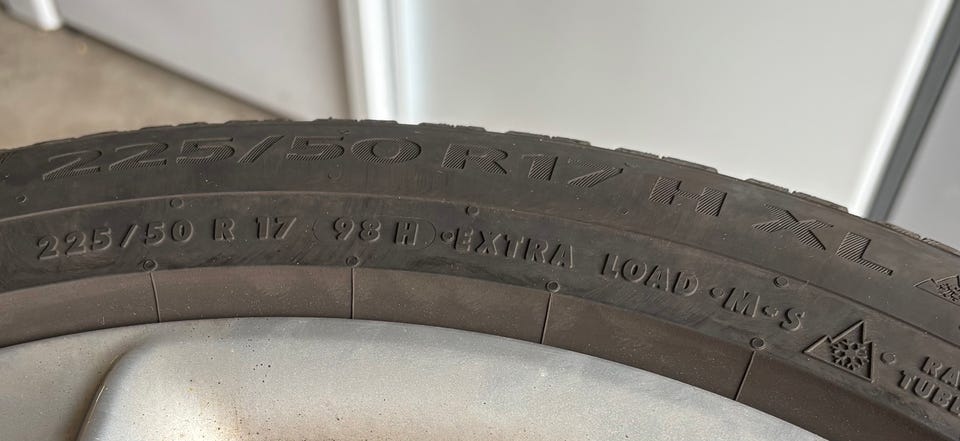 225/50 R17 H XL
225/50 R 17 98 H •EXTRA LOAD •M•S